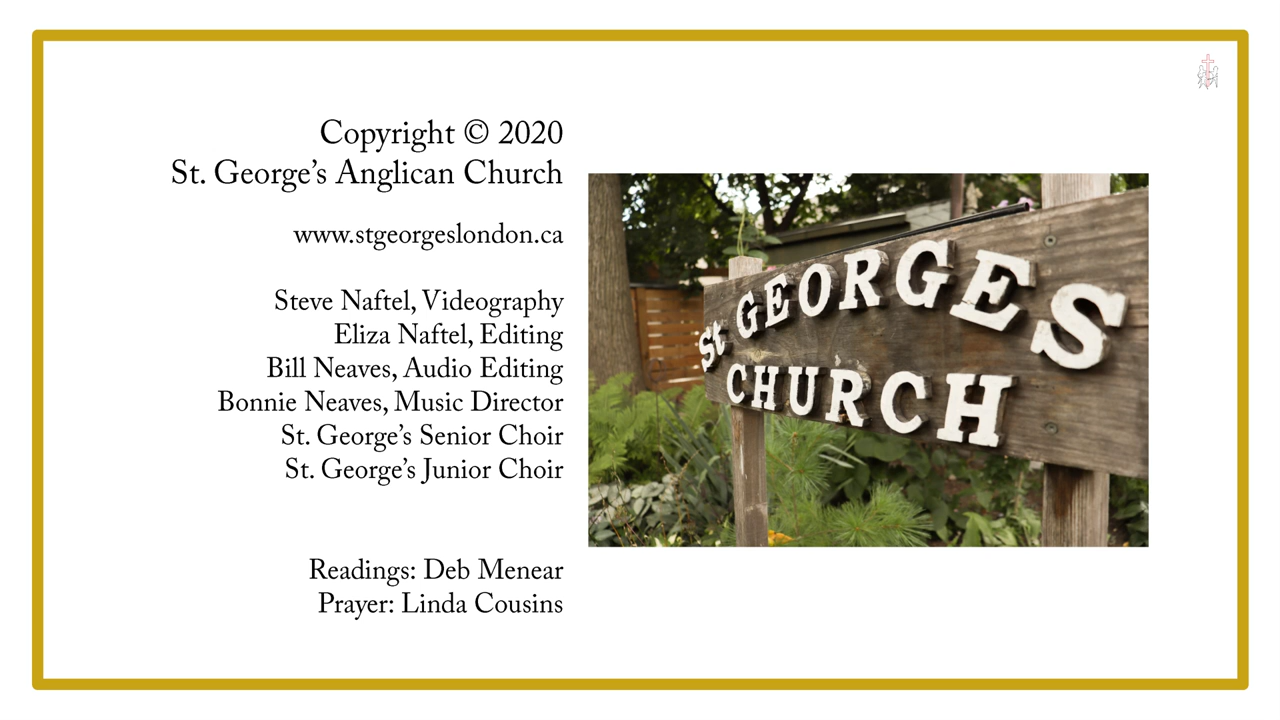 Copyright © 2020
St. George’s Anglican Church
www.stgeorgeslondon.ca
Steve Naftel, Videography
Eliza Naftel, Editing
Bill Neaves, Audio Editing
Bonnie Neaves, Music Director
St. George’s Senior Choir
St. George’s Junior Choir
Readings: Deb Menear
Prayer: Linda Cousins
St GEORGES
CHURCH